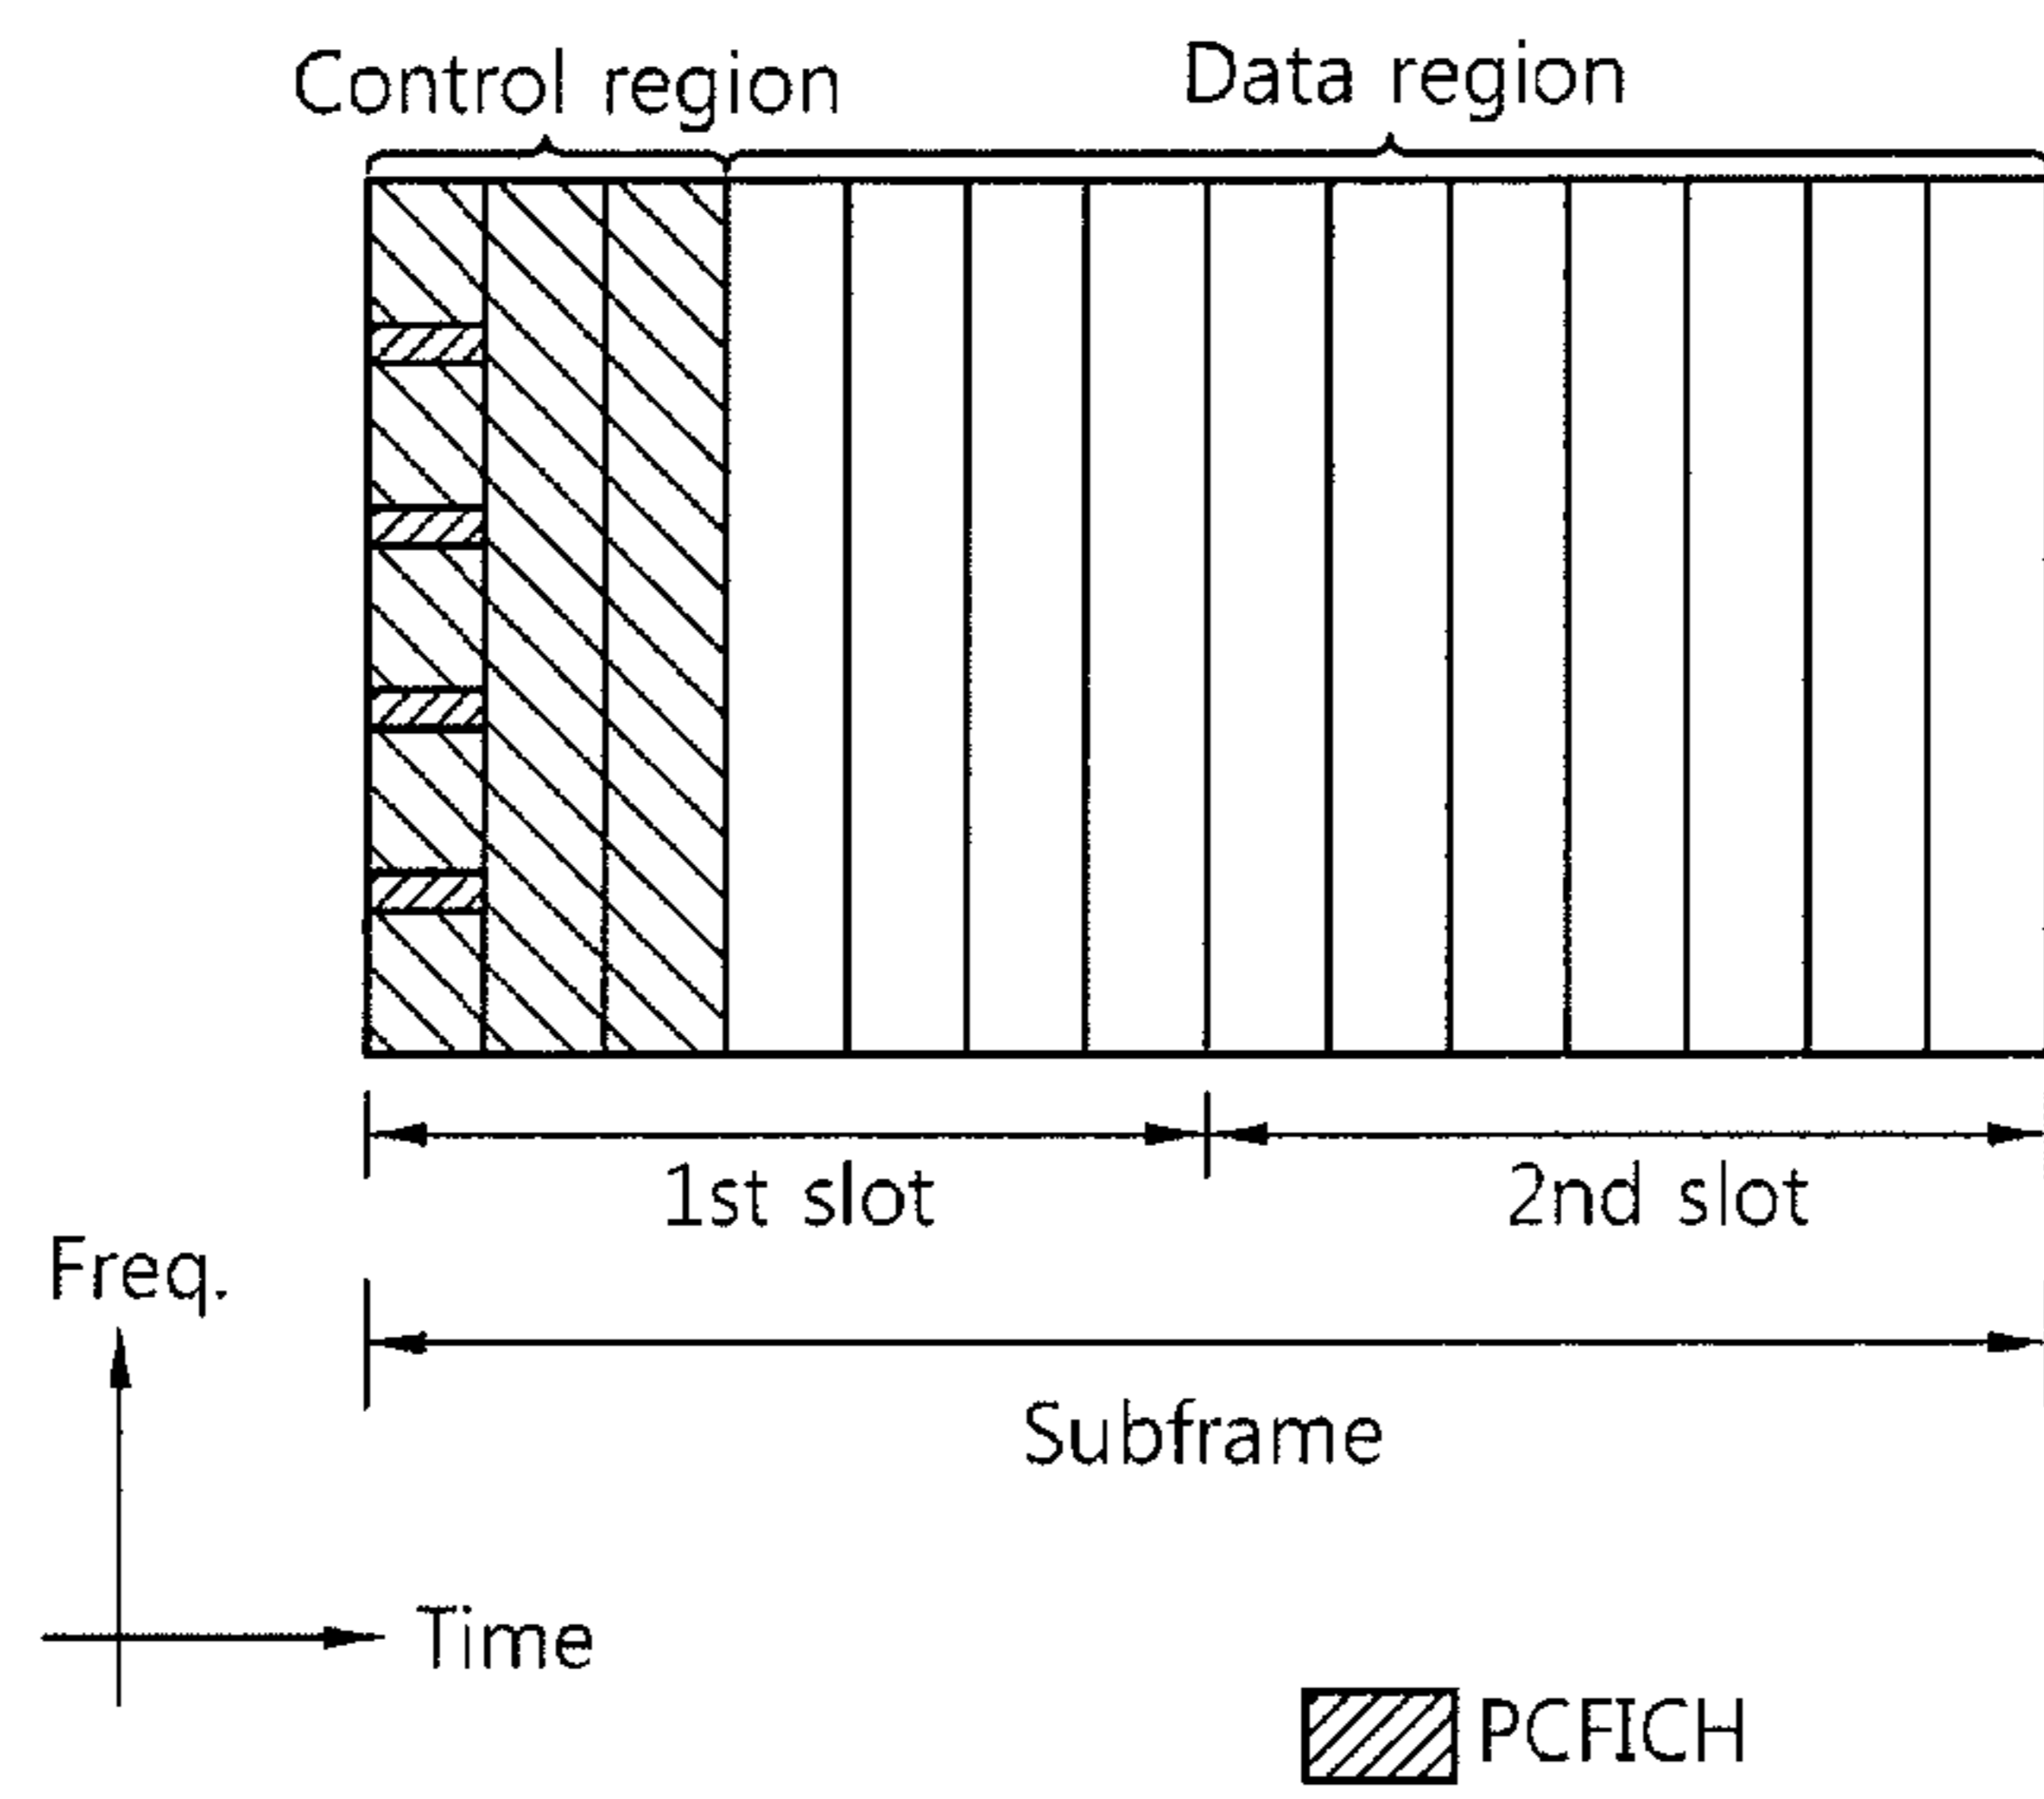 Control region
Data region
1st slot
2nd slot
Freq.
Subframe
Time
PCFICH